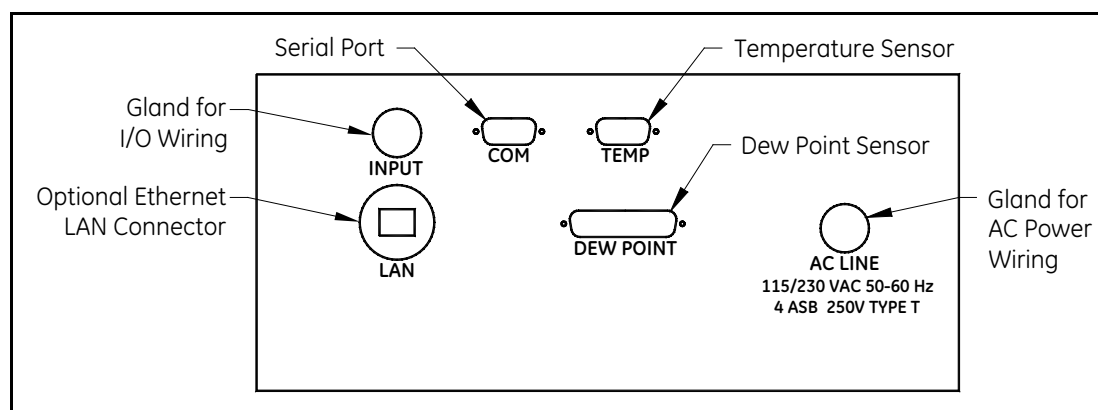 Serial Port
Temperature Sensor
Gland for
I/O Wiring
INPUT
COM
TEMP
Dew Point Sensor
Optional Ethernet
LAN Connector
LAN
DEW POINT
Gland for
AC Power
Wiring
AC LINE
115/230 VAC 50-60 Hz
4 ASB 250V TYPE T